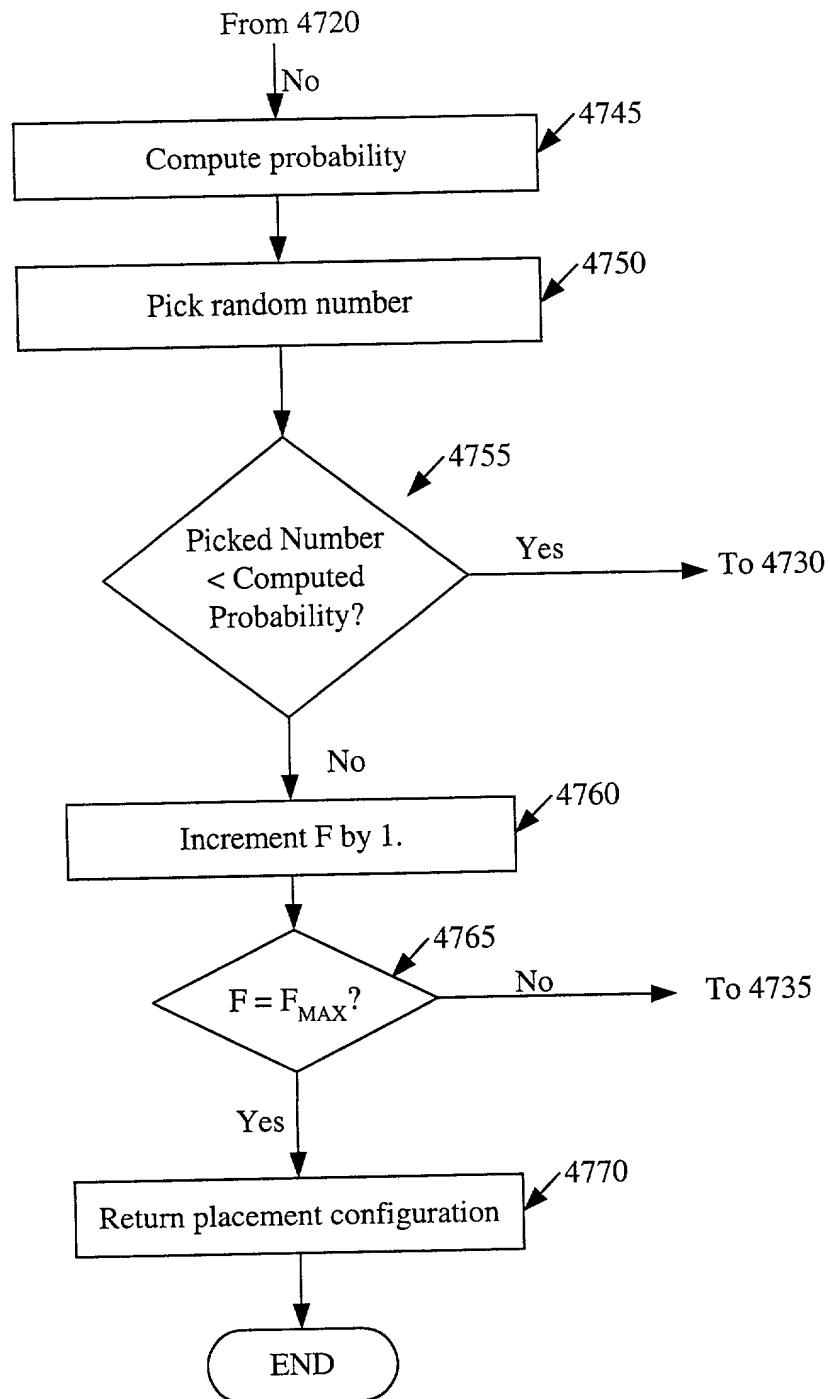 From 4720
No
4745
Compute probability
4750
Pick random number
4755
Picked Number
< Computed
Probability?
Yes
To 4730
No
4760
Increment F by 1.
4765
F = FMAX?
No
To 4735
Yes
4770
Return placement configuration
END